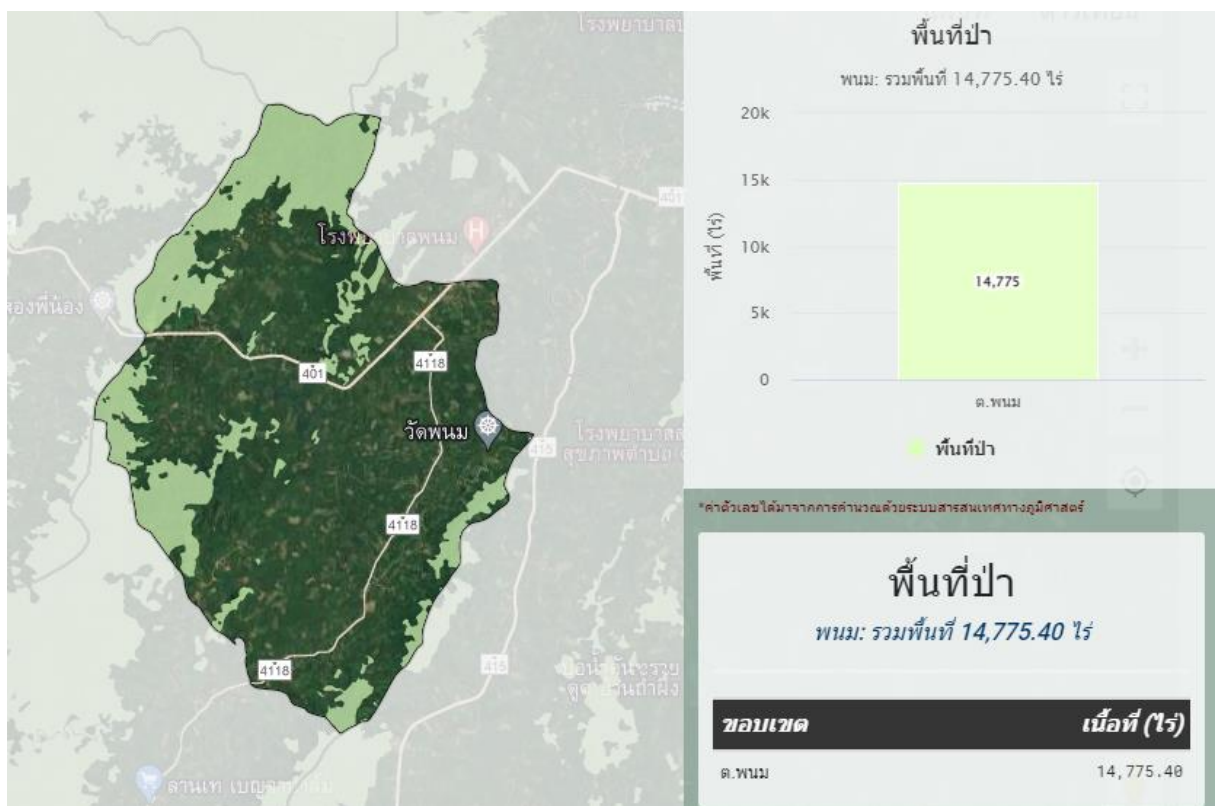 โรงพยาบาลพนม
401
401
4118
วัดพนม
415
4118
415
4118
พื้นที่ป่า
พนม: รวมพื้นที่ 14,775.40 ไร่
20k
15k
10k
5k
0
พื้นที่ (ไร่)
14,775
ต.พนม
พื้นที่ป่า
*ค่าตัวเลขได้มาจากการคำนวณด้วยระบบสารสนเทศทางภูมิศาสตร์
พื้นที่ป่า
พนม: รวมพื้นที่ 14,775.40 ไร่
ขอบเขต เนื้อที่ (ไร่)
ต.พนม 14,775.40